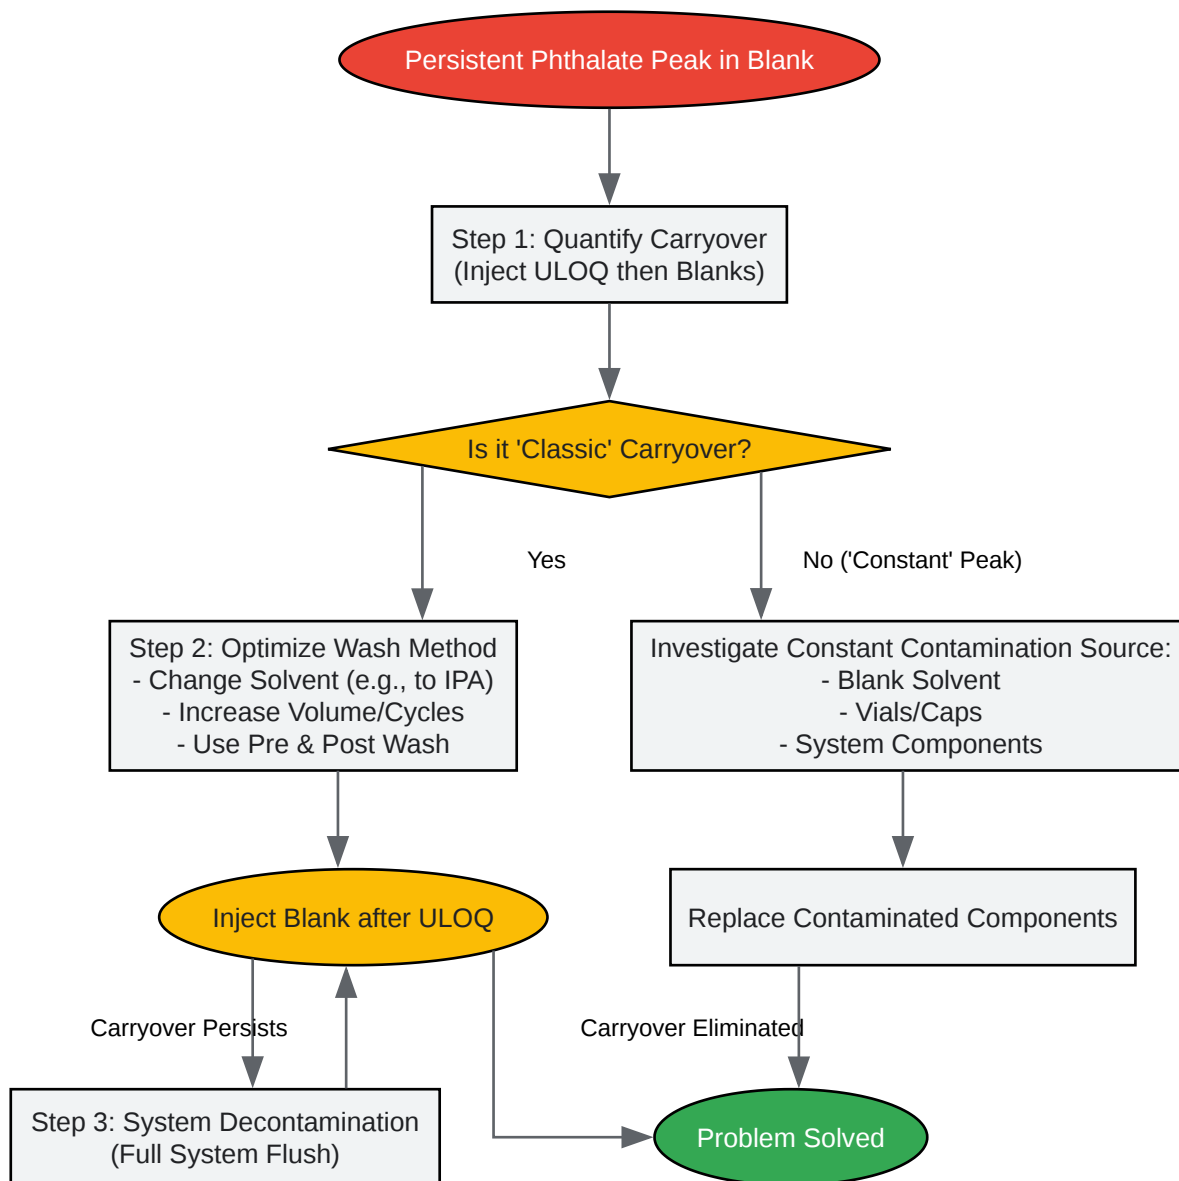 Persistent Phthalate Peak in Blank
Step 1: Quantify Carryover
(Inject ULOQ then Blanks)
Is it 'Classic' Carryover?
Yes
No ('Constant' Peak)
Step 2: Optimize Wash Method
- Change Solvent (e.g., to IPA)
- Increase Volume/Cycles
- Use Pre & Post Wash
Investigate Constant Contamination Source:
- Blank Solvent
- Vials/Caps
- System Components
Inject Blank after ULOQ
Replace Contaminated Components
Carryover Persists
Carryover Eliminated
Step 3: System Decontamination
(Full System Flush)
Problem Solved